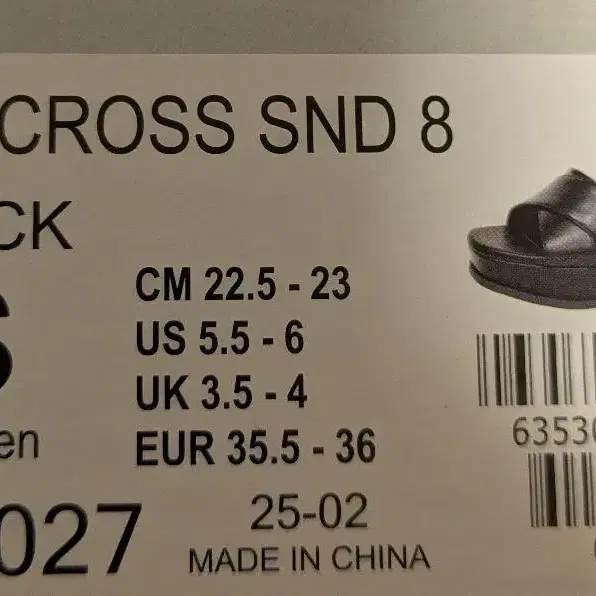 CROSS SND 8
CK
S
CM 22.5 - 23
US 5.5 - 6
UK 3.5 - 4
EUR 35.5 - 36
en
027
25-02
MADE IN CHINA
6353